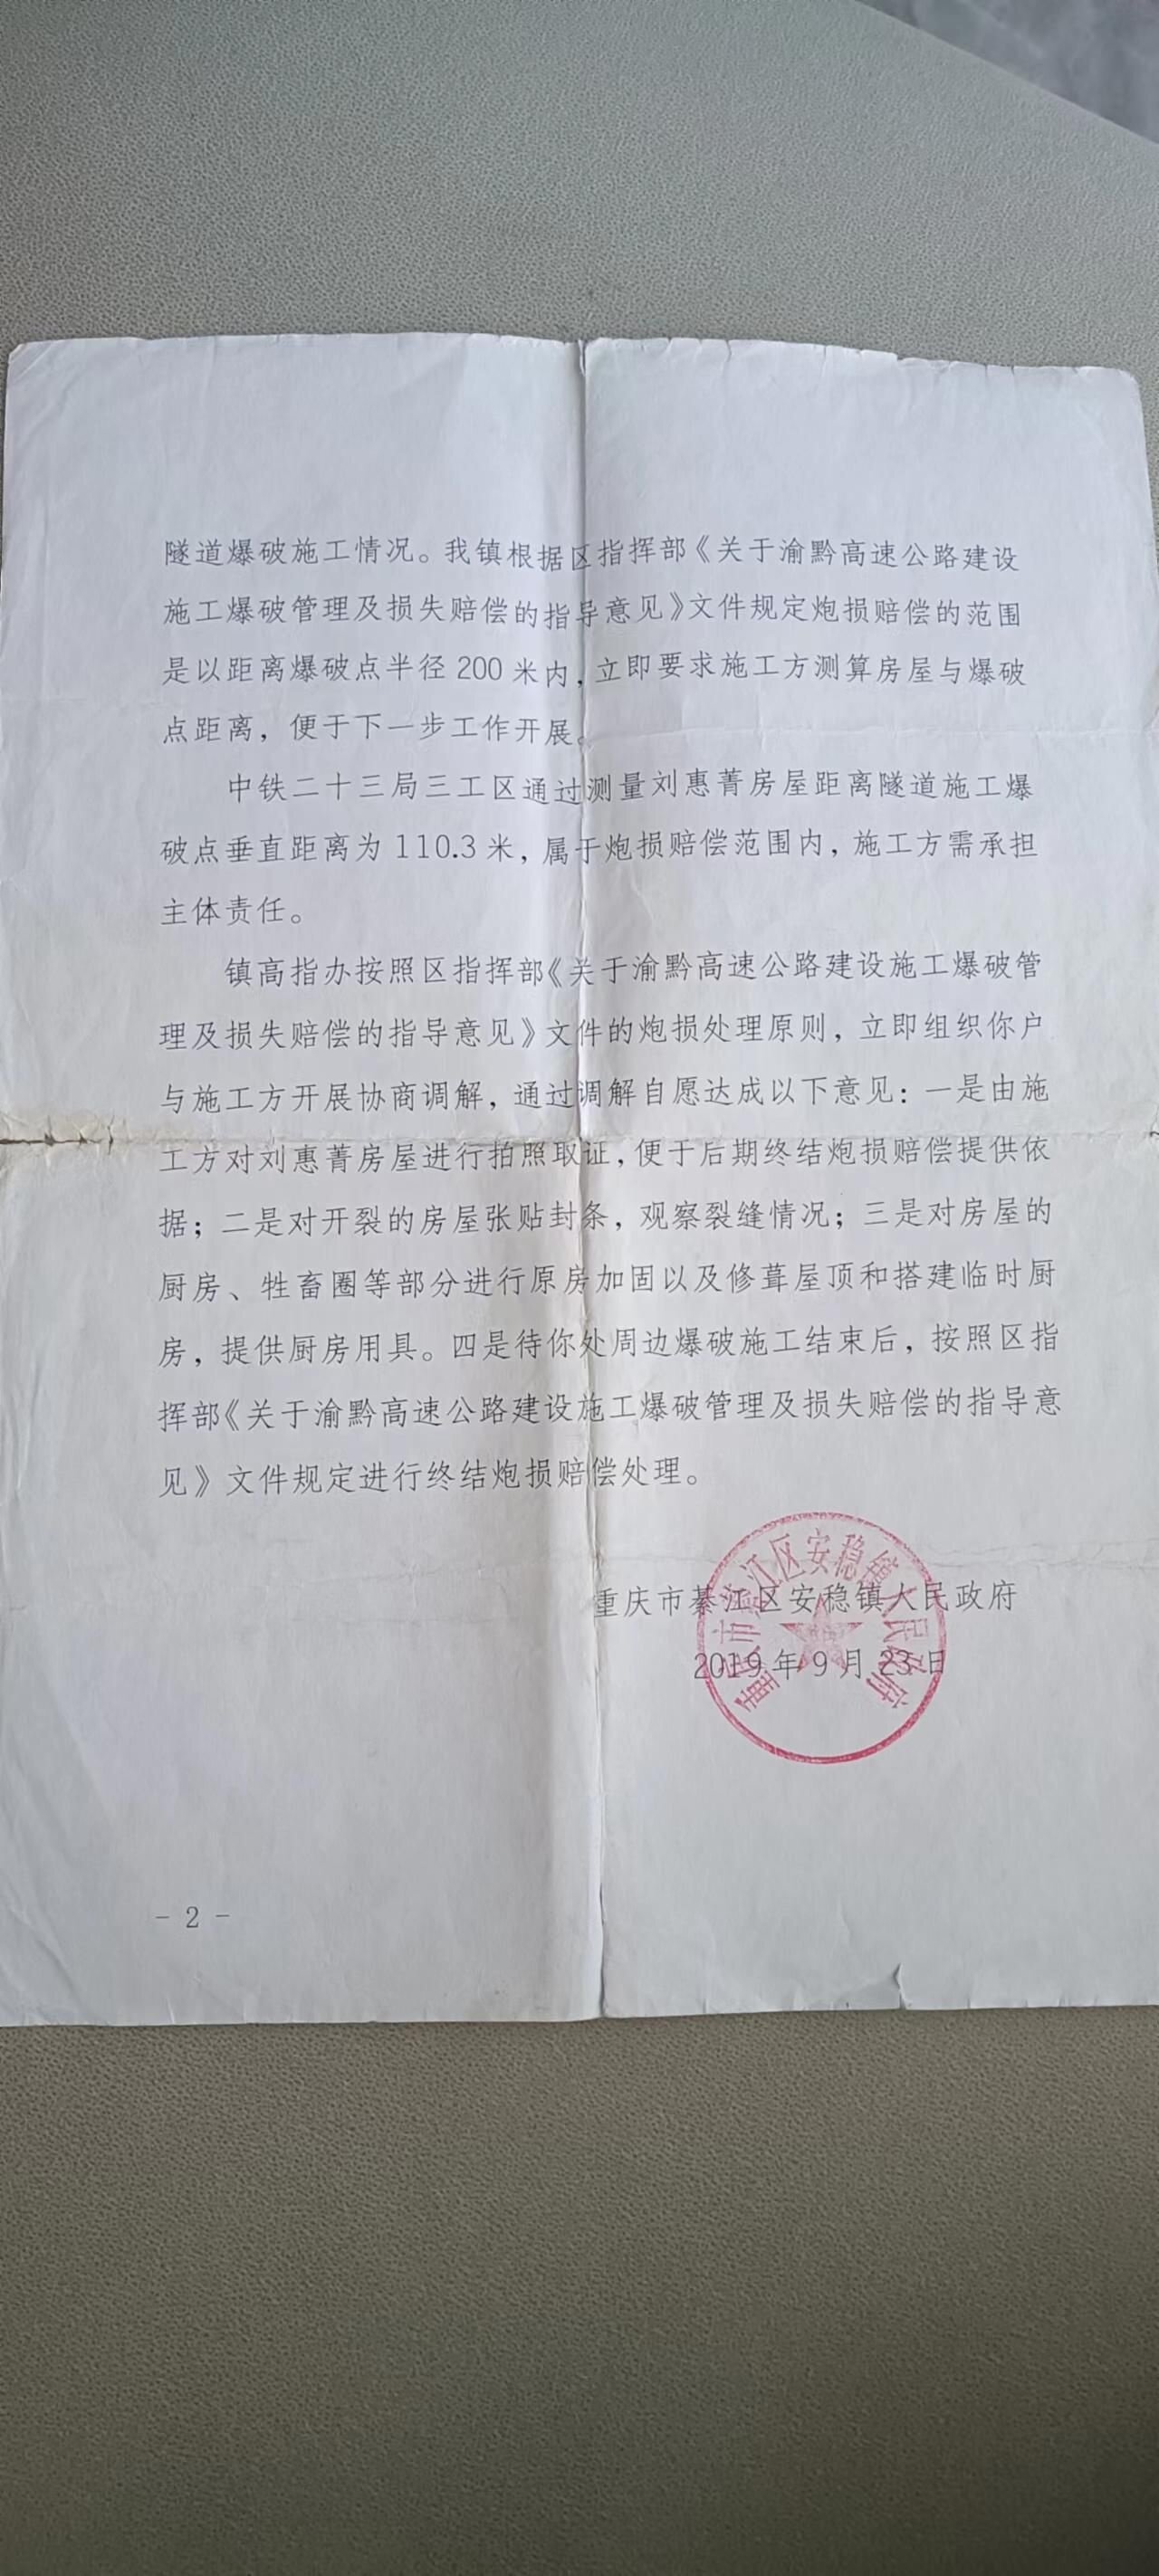 隧道爆破施工情况。我镇根据区指挥部《关于渝黔高速公路建设
施工爆破管理及损失赔偿的指导意见》文件规定炮损赔偿的范围
是以距离爆破点半径 200 米内，立即要求施工方测算房屋与爆破
点距离，便于下一步工作开展。
中铁二十三局三工区通过测量刘惠菁房屋距离隧道施工爆
破点垂直距离为 110.3 米，属于炮损赔偿范围内，施工方需承担
主体责任。
镇高指办按照区指挥部《关于渝黔高速公路建设施工爆破管
理及损失赔偿的指导意见》文件的炮损处理原则，立即组织你户
与施工方开展协商调解，通过调解自愿达成以下意见：一是由施
工方对刘惠菁房屋进行拍照取证，便于后期终结炮损赔偿提供依
据；二是对开裂的房屋张贴封条，观察裂缝情况；三是对房屋的
厨房、牲畜圈等部分进行原房加固以及修葺屋顶和搭建临时厨
房，提供厨房用具。四是待你处周边爆破施工结束后，按照区指
挥部《关于渝黔高速公路建设施工爆破管理及损失赔偿的指导意
见》文件规定进行终结炮损赔偿处理。
重庆市綦江区安稳镇人民政府
2019 年 9 月 23 日
重庆市綦江区安稳镇人民政府
- 2 -